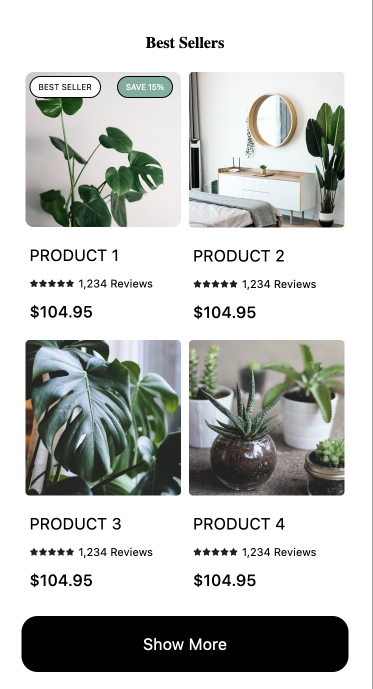 Best Sellers
BEST SELLER
SAVE 15%
PRODUCT 1
★★★★★ 1,234 Reviews
$104.95
PRODUCT 2
★★★★★ 1,234 Reviews
$104.95
PRODUCT 3
★★★★★ 1,234 Reviews
$104.95
PRODUCT 4
★★★★★ 1,234 Reviews
$104.95
Show More